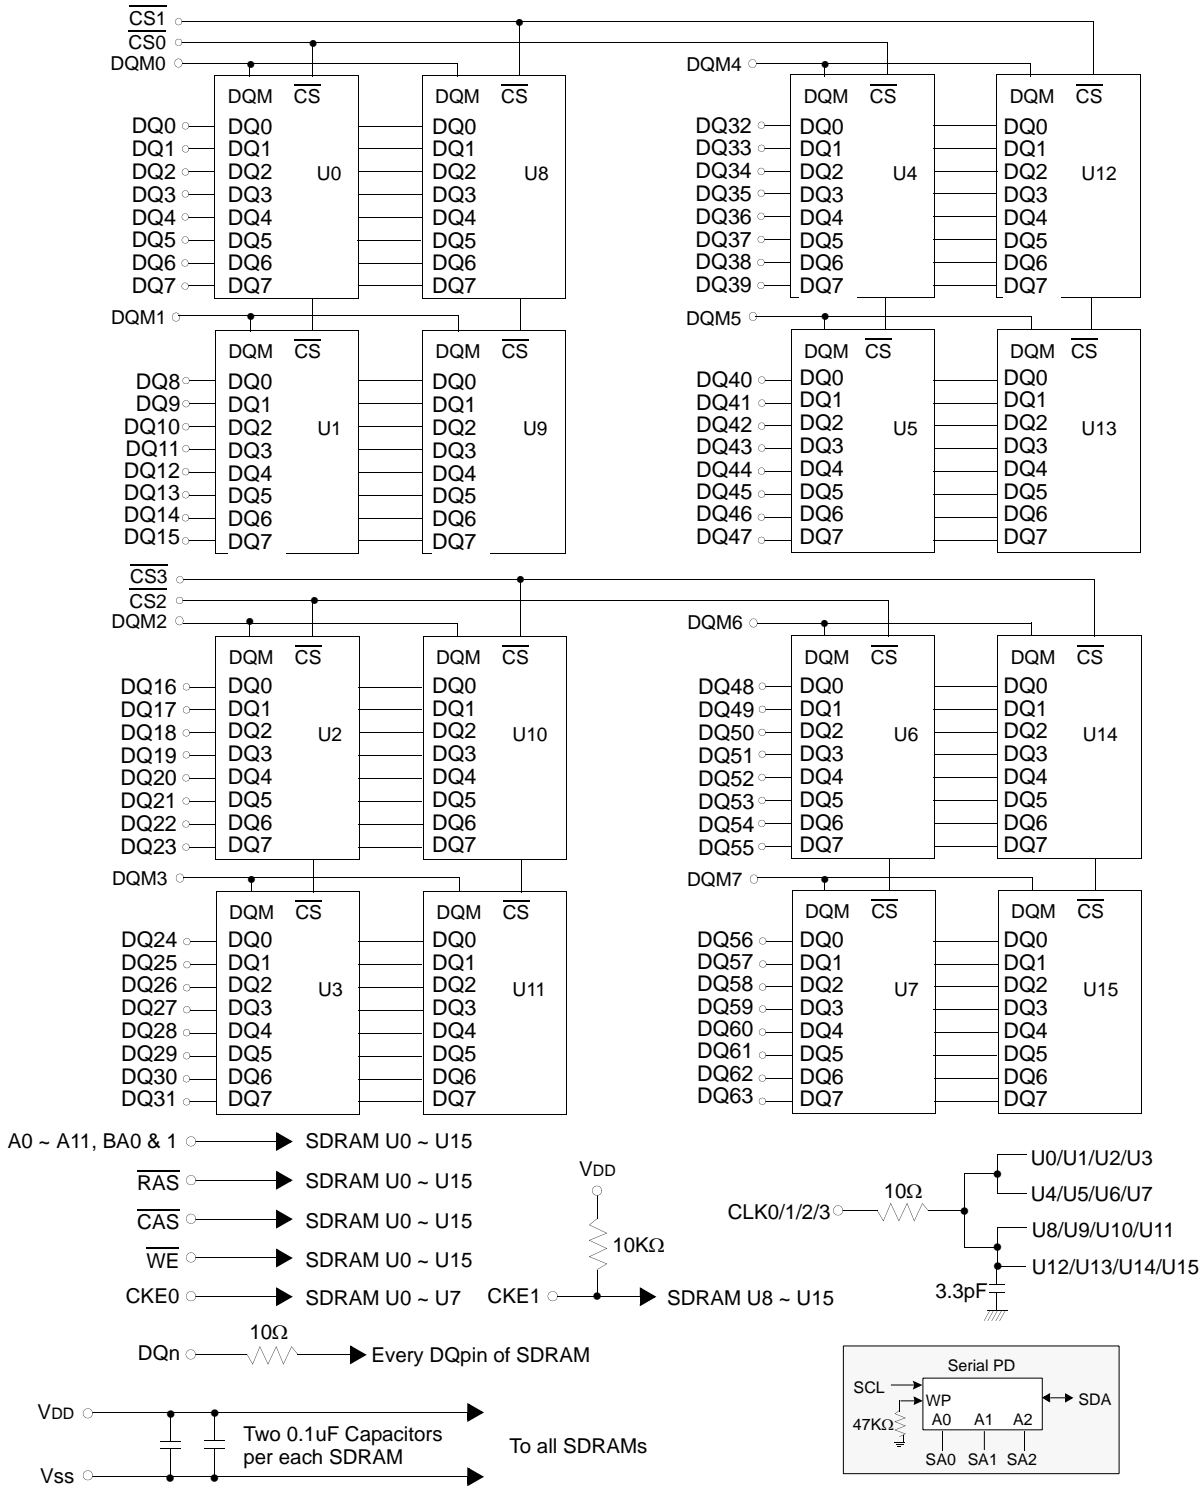 CS1
CS0
DQM0
DQM CS
DQ0 DQ0
DQ1 DQ1
DQ2 DQ2 U0
DQ3 DQ3
DQ4 DQ4
DQ5 DQ5
DQ6 DQ6
DQ7 DQ7
DQM CS
DQ0
DQ1
DQ2 U8
DQ3
DQ4
DQ5
DQ6
DQ7
DQM4
DQM CS
DQ32 DQ0
DQ33 DQ1
DQ34 DQ2 U4
DQ35 DQ3
DQ36 DQ4
DQ37 DQ5
DQ38 DQ6
DQ39 DQ7
DQM CS
DQ0
DQ1
DQ2 U12
DQ3
DQ4
DQ5
DQ6
DQ7
DQM1
DQM CS
DQ8 DQ0
DQ9 DQ1
DQ10 DQ2 U1
DQ11 DQ3
DQ12 DQ4
DQ13 DQ5
DQ14 DQ6
DQ15 DQ7
DQM CS
DQ0
DQ1
DQ2 U9
DQ3
DQ4
DQ5
DQ6
DQ7
DQM5
DQM CS
DQ40 DQ0
DQ41 DQ1
DQ42 DQ2 U5
DQ43 DQ3
DQ44 DQ4
DQ45 DQ5
DQ46 DQ6
DQ47 DQ7
DQM CS
DQ0
DQ1
DQ2 U13
DQ3
DQ4
DQ5
DQ6
DQ7
CS3
CS2
DQM2
DQM CS
DQ16 DQ0
DQ17 DQ1
DQ18 DQ2 U2
DQ19 DQ3
DQ20 DQ4
DQ21 DQ5
DQ22 DQ6
DQ23 DQ7
DQM CS
DQ0
DQ1
DQ2 U10
DQ3
DQ4
DQ5
DQ6
DQ7
DQM6
DQM CS
DQ48 DQ0
DQ49 DQ1
DQ50 DQ2 U6
DQ51 DQ3
DQ52 DQ4
DQ53 DQ5
DQ54 DQ6
DQ55 DQ7
DQM CS
DQ0
DQ1
DQ2 U14
DQ3
DQ4
DQ5
DQ6
DQ7
DQM3
DQM CS
DQ24 DQ0
DQ25 DQ1
DQ26 DQ2 U3
DQ27 DQ3
DQ28 DQ4
DQ29 DQ5
DQ30 DQ6
DQ31 DQ7
DQM CS
DQ0
DQ1
DQ2 U11
DQ3
DQ4
DQ5
DQ6
DQ7
DQM7
DQM CS
DQ56 DQ0
DQ57 DQ1
DQ58 DQ2 U7
DQ59 DQ3
DQ60 DQ4
DQ61 DQ5
DQ62 DQ6
DQ63 DQ7
DQM CS
DQ0
DQ1
DQ2 U15
DQ3
DQ4
DQ5
DQ6
DQ7
A0 ~ A11, BA0 & 1 SDRAM U0 ~ U15
RAS SDRAM U0 ~ U15
CAS SDRAM U0 ~ U15
WE SDRAM U0 ~ U15
CKE0 SDRAM U0 ~ U7
VDD
10KΩ
CKE1 SDRAM U8 ~ U15
CLK0/1/2/3 10Ω
U0/U1/U2/U3
U4/U5/U6/U7
U8/U9/U10/U11
U12/U13/U14/U15
3.3pF
10Ω
DQn Every DQpin of SDRAM
VDD
Two 0.1uF Capacitors
per each SDRAM
To all SDRAMs
Vss
Serial PD
SCL
WP
SDA
47KΩ
A0 A1 A2
SA0 SA1 SA2